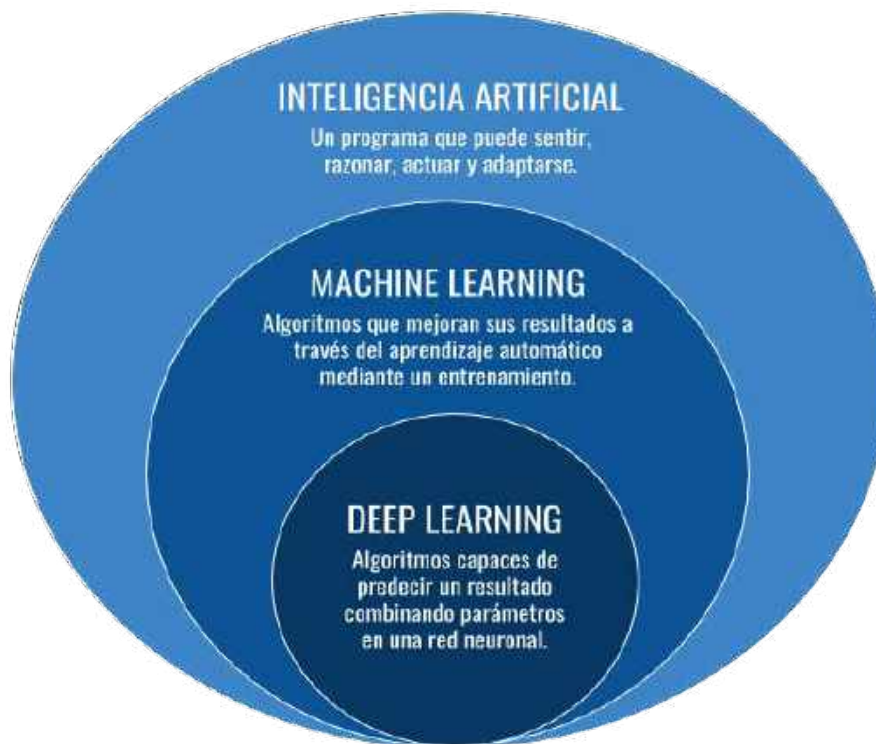 INTELIGENCIA ARTIFICIAL
Un programa que puede sentir,
razonar, actuar y adaptarse.
MACHINE LEARNING
Algoritmos que mejoran sus resultados a
través del aprendizaje automático
mediante un entrenamiento.
DEEP LEARNING
Algoritmos capaces de
predecir un resultado
combinando parámetros
en una red neuronal.